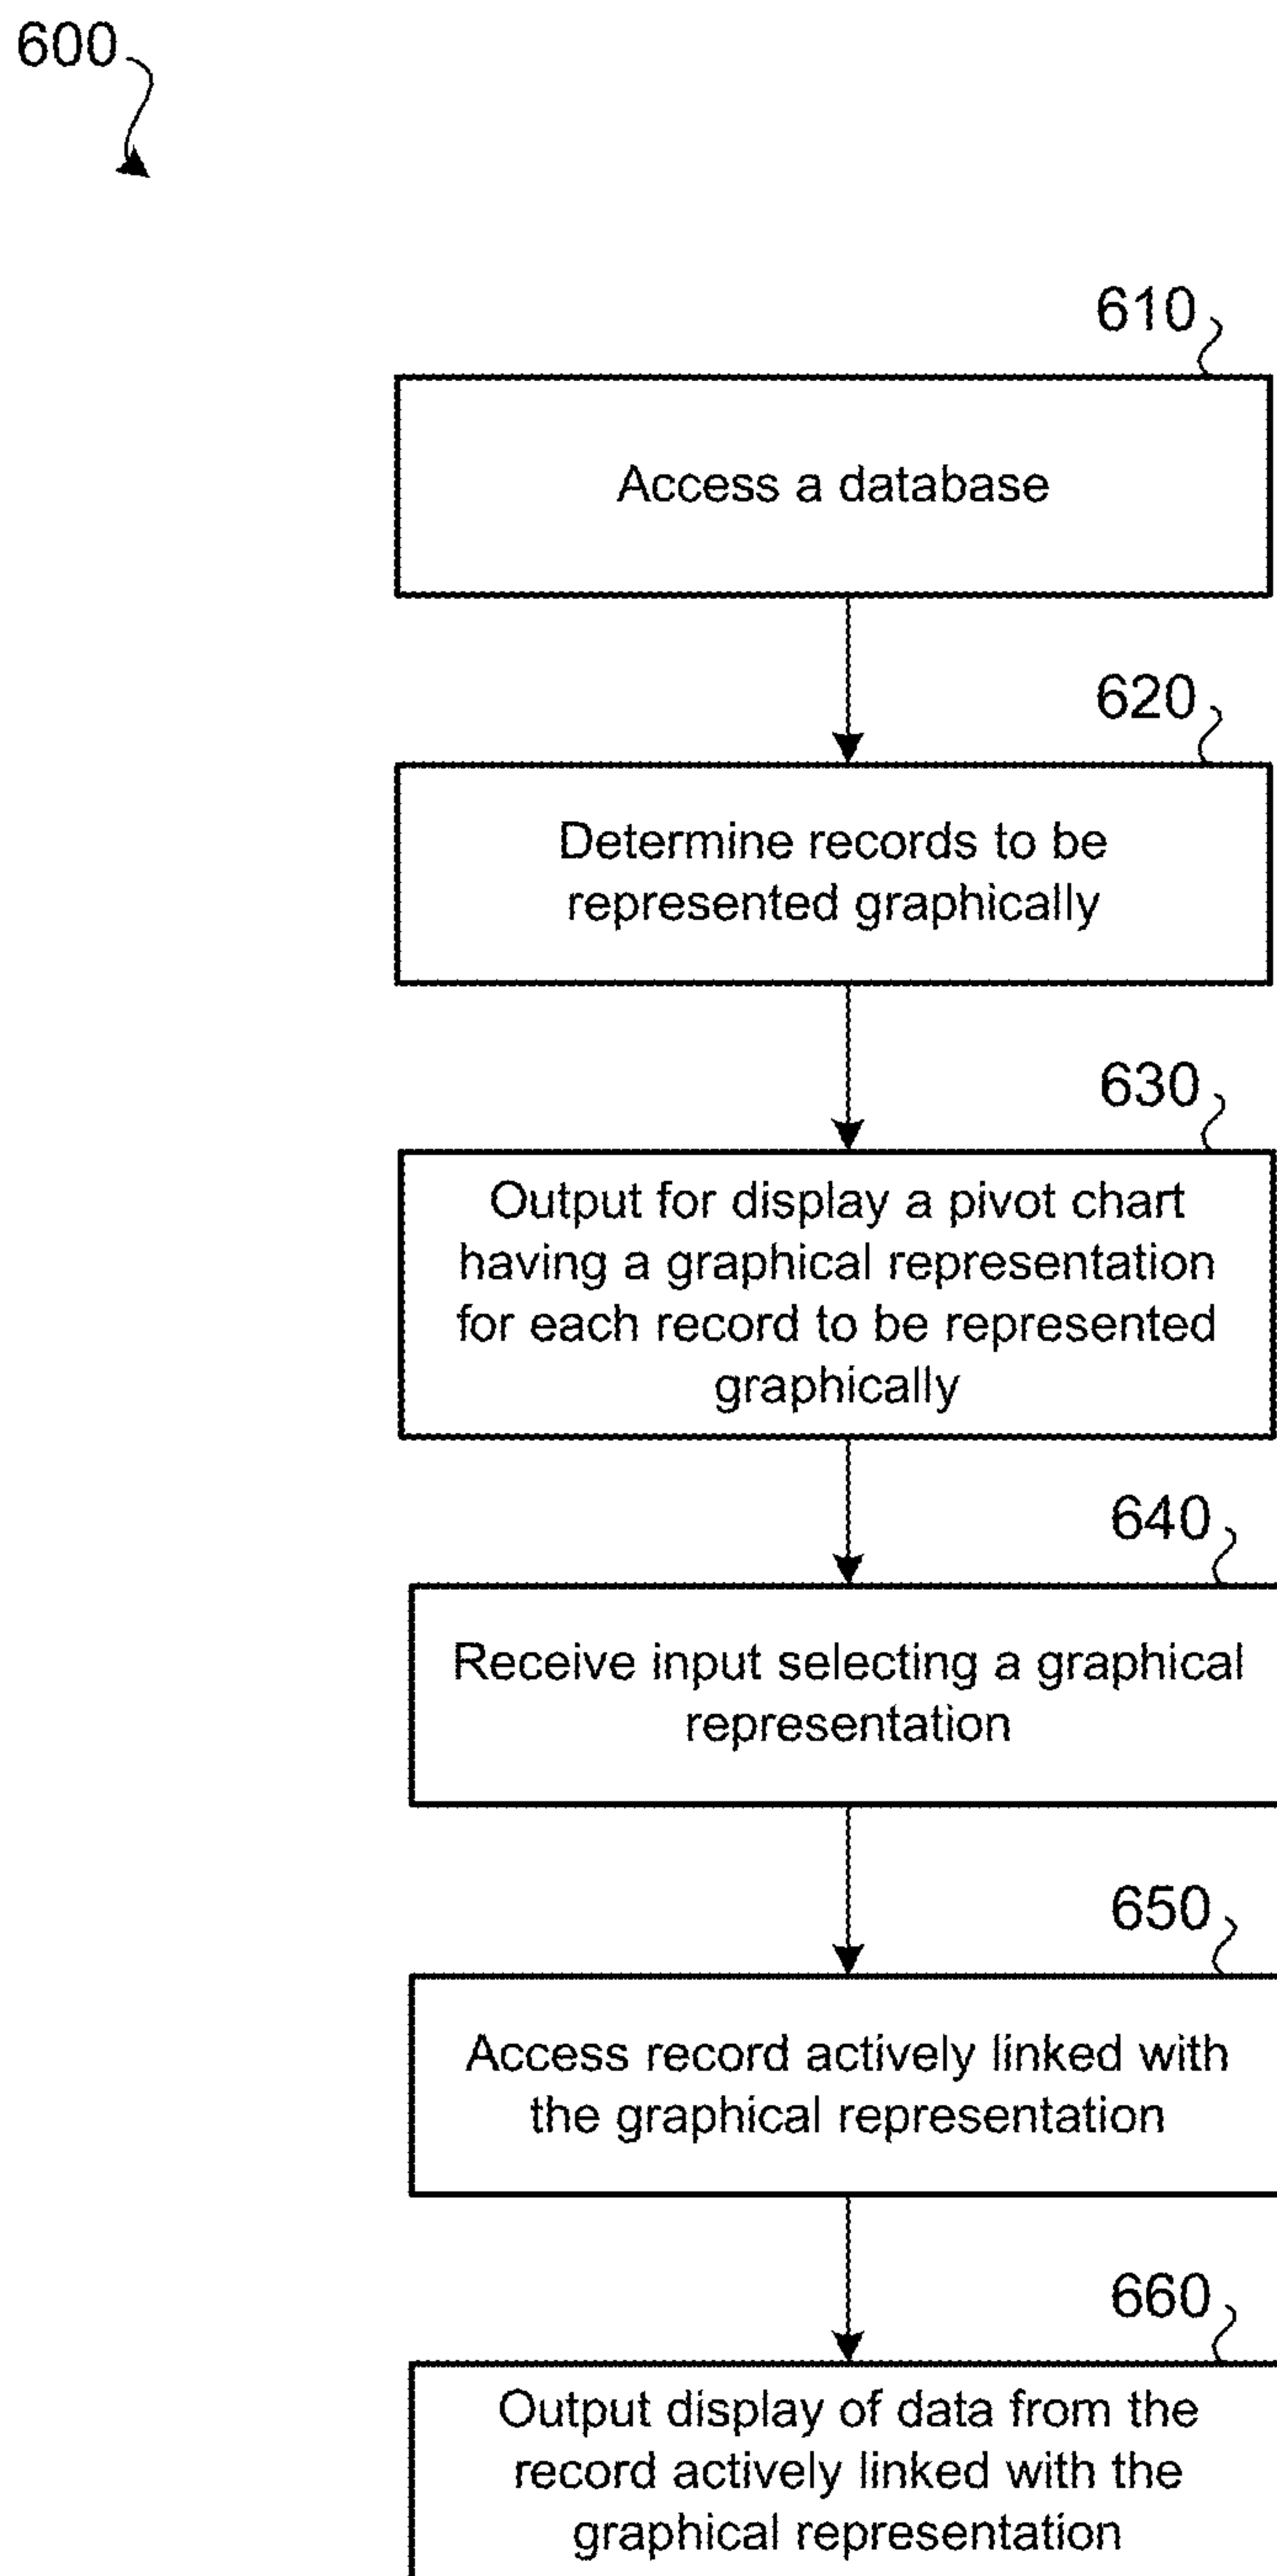 600
610
Access a database
620
Determine records to be
represented graphically
630
Output for display a pivot chart
having a graphical representation
for each record to be represented
graphically
640
Receive input selecting a graphical
representation
650
Access record actively linked with
the graphical representation
660
Output display of data from the
record actively linked with the
graphical representation